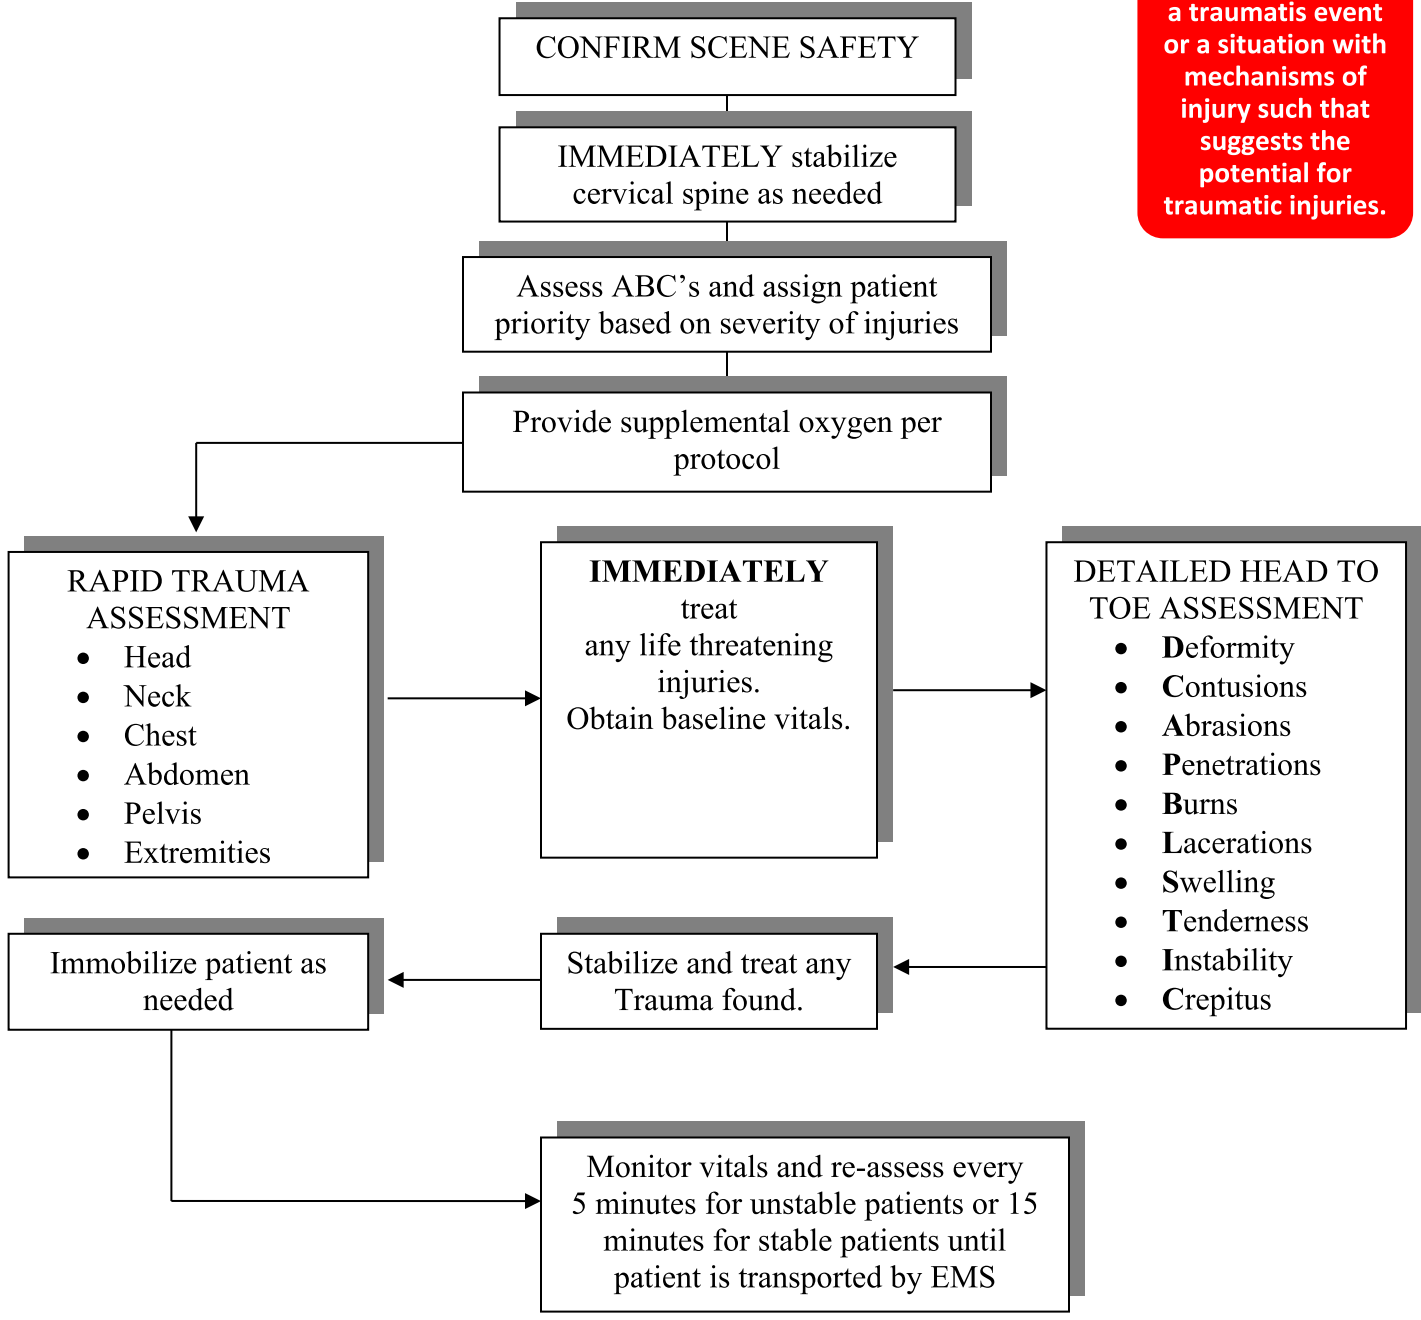 CONFIRM SCENE SAFETY
a traumatis event
or a situation with
mechanisms of
injury such that
suggests the
potential for
traumatic injuries.
IMMEDIATELY stabilize
cervical spine as needed
Assess ABC’s and assign patient
priority based on severity of injuries
Provide supplemental oxygen per
protocol
RAPID TRAUMA
ASSESSMENT
• Head
• Neck
• Chest
• Abdomen
• Pelvis
• Extremities
IMMEDIATELY
treat
any life threatening
injuries.
Obtain baseline vitals.
DETAILED HEAD TO
TOE ASSESSMENT
• Deformity
• Contusions
• Abrasions
• Penetrations
• Burns
• Lacerations
• Swelling
• Tenderness
• Instability
• Crepitus
Stabilize and treat any
Trauma found.
Immobilize patient as
needed
Monitor vitals and re-assess every
5 minutes for unstable patients or 15
minutes for stable patients until
patient is transported by EMS